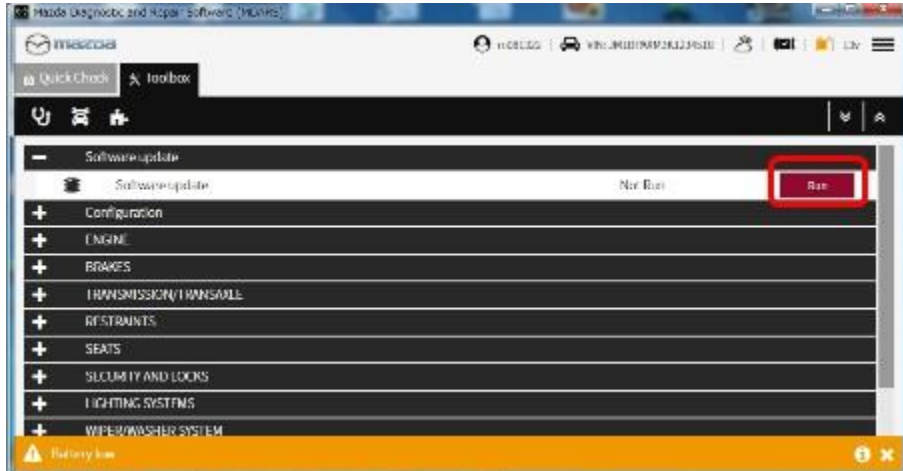 Mazda Diagnostic and Repair Software (MDARS)
mazda
Quick Check
Toolbox
Software update
Software update Not Run Run
Configuration
ENGINE
BRAKES
TRANSMISSION/TRANSAXLE
RESTRAINTS
SEATS
SECURITY AND LOCKS
LIGHTING SYSTEMS
WIPER/WASHER SYSTEM
Battery low